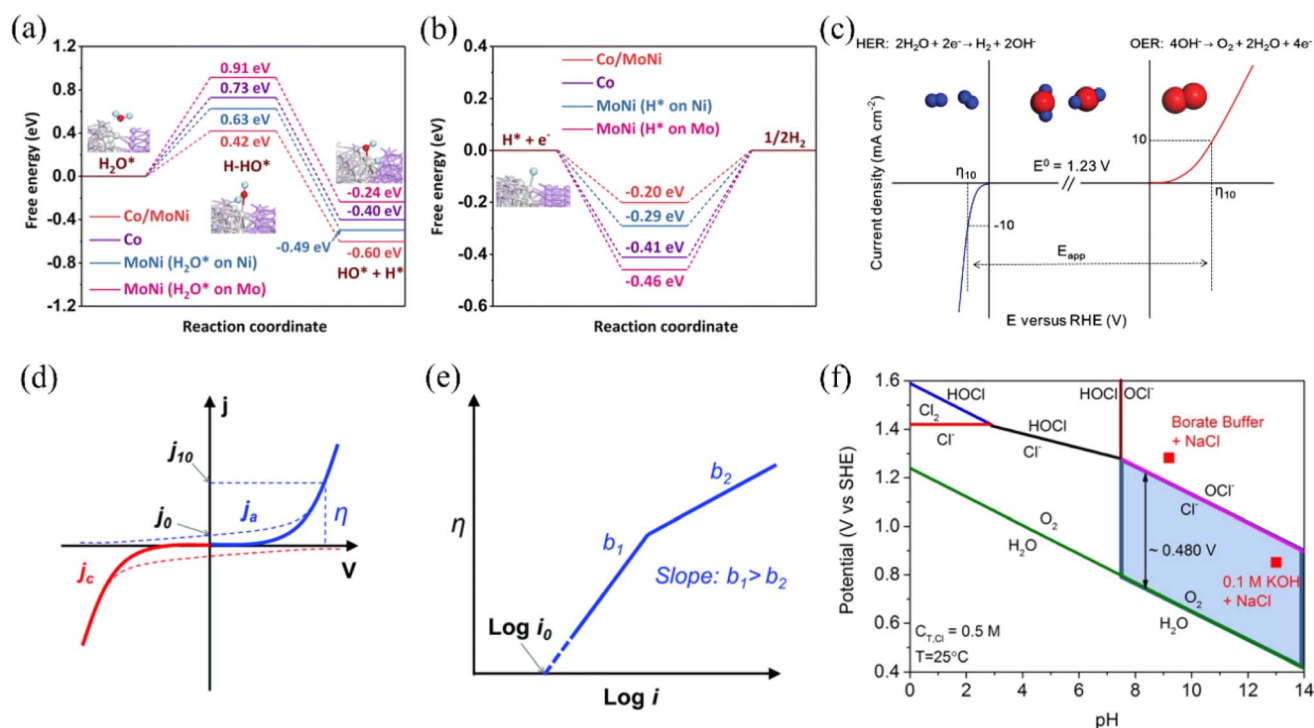 (a)
1.2
0.8
0.4
0.0
-0.4
-0.8
-1.2
Free energy (eV)
0.91 eV
0.73 eV
0.63 eV
0.42 eV
H₂O*
H-HO*
-0.24 eV
-0.40 eV
-0.49 eV
-0.60 eV
HO* + H*
Co/MoNi
Co
MoNi (H₂O* on Ni)
MoNi (H₂O* on Mo)
Reaction coordinate
(b)
0.6
0.4
0.2
0.0
-0.2
-0.4
-0.6
Free energy (eV)
Co/MoNi
Co
MoNi (H* on Ni)
MoNi (H* on Mo)
H* + e⁻
1/2H₂
-0.20 eV
-0.29 eV
-0.41 eV
-0.46 eV
Reaction coordinate
(c)
HER: 2H₂O + 2e⁻→ H₂ + 2OH⁻
OER: 4OH⁻→ O₂ + 2H₂O + 4e⁻
Current density (mA cm⁻²)
10
E⁰ = 1.23 V
η₁₀
η₁₀
-10
Eapp
E versus RHE (V)
(d)
j
j₁₀
j₀
jₐ
η
V
j꜀
(e)
η
b₂
b₁
Slope: b₁> b₂
Log i₀
Log i
(f)
1.6
1.4
1.2
1.0
0.8
0.6
0.4
Potential (V vs SHE)
HOCl
Cl₂
Cl⁻
HOCl
Cl⁻
HOCl
OCl⁻
Borate Buffer
+ NaCl
OCl⁻
Cl⁻
O₂
H₂O
~ 0.480 V
0.1 M KOH
+ NaCl
O₂
H₂O
C_T,Cl = 0.5 M
T=25°C
0 2 4 6 8 10 12 14
pH